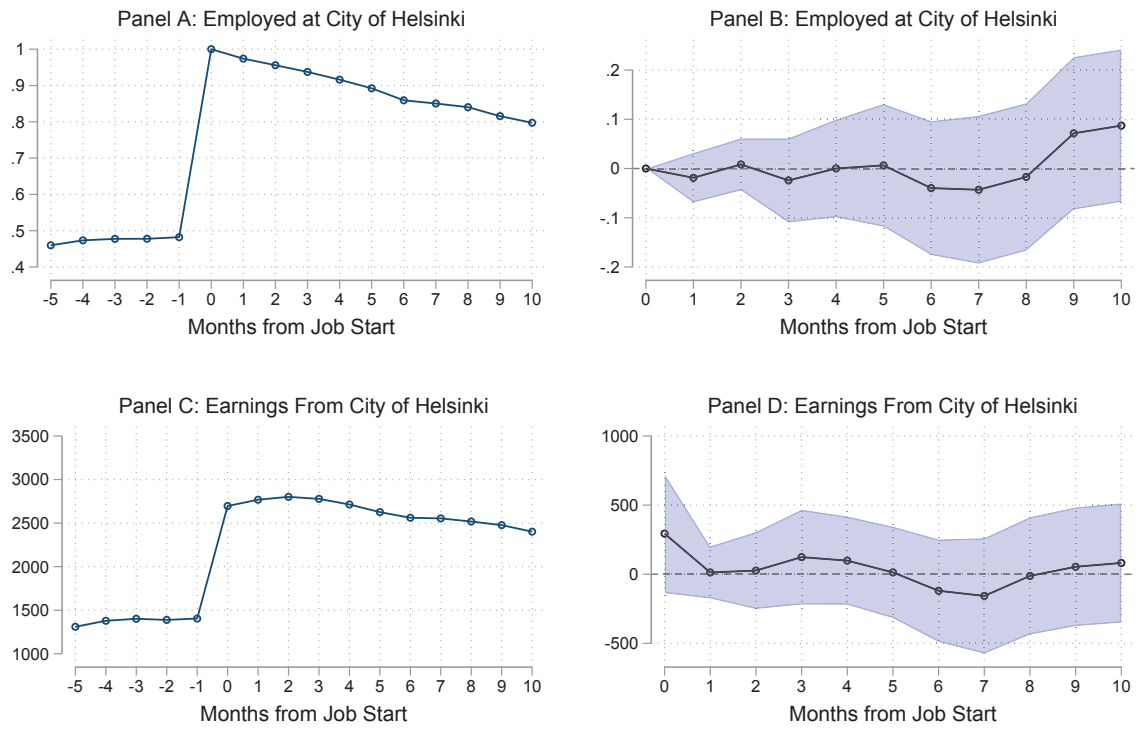 Panel A: Employed at City of Helsinki
1
.9
.8
.7
.6
.5
.4
-5 -4 -3 -2 -1 0 1 2 3 4 5 6 7 8 9 10
Months from Job Start
Panel B: Employed at City of Helsinki
.2
.1
0
-.1
-.2
0 1 2 3 4 5 6 7 8 9 10
Months from Job Start
Panel C: Earnings From City of Helsinki
3500
3000
2500
2000
1500
1000
-5 -4 -3 -2 -1 0 1 2 3 4 5 6 7 8 9 10
Months from Job Start
Panel D: Earnings From City of Helsinki
1000
500
0
-500
0 1 2 3 4 5 6 7 8 9 10
Months from Job Start